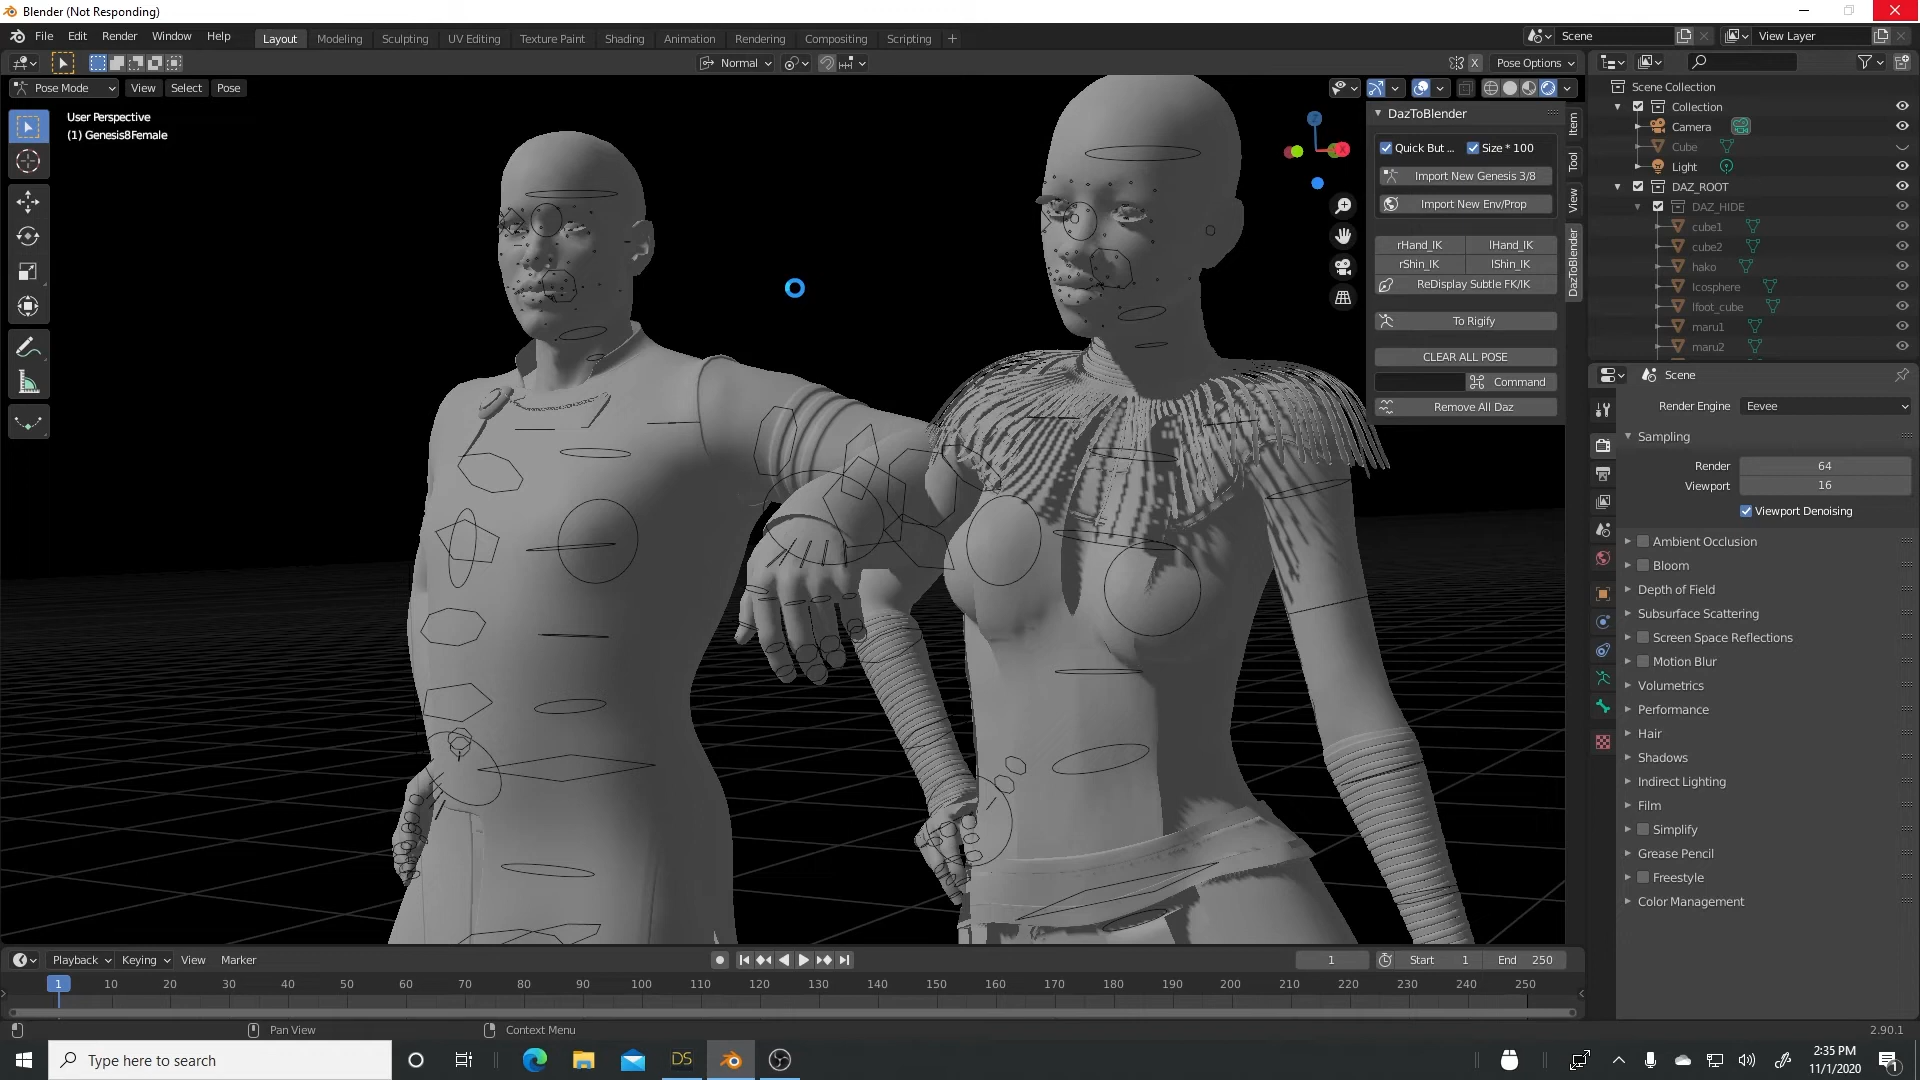 Blender (Not Responding)
File Edit Render Window Help
Layout Modeling Sculpting UV Editing Texture Paint Shading Animation Rendering Compositing Scripting +
Scene View Layer
Normal X Pose Options
Pose Mode View Select Pose
User Perspective
(1) Genesis8Female
Z
X
DazToBlender
Quick But ... Size * 100
Import New Genesis 3/8
Import New Env/Prop
rHand_IK lHand_IK
rShin_IK lShin_IK
ReDisplay Subtle FK/IK
To Rigify
CLEAR ALL POSE
Command
Remove All Daz
Item
Tool
View
DazToBlender
Scene Collection
Collection
Camera
Cube
Light
DAZ_ROOT
DAZ_HIDE
cube1
cube2
hako
Icosphere
lfoot_cube
maru1
maru2
Scene
Render Engine Eevee
Sampling
Render 64
Viewport 16
Viewport Denoising
Ambient Occlusion
Bloom
Depth of Field
Subsurface Scattering
Screen Space Reflections
Motion Blur
Volumetrics
Performance
Hair
Shadows
Indirect Lighting
Film
Simplify
Grease Pencil
Freestyle
Color Management
Playback Keying View Marker
1 Start 1 End 250
1 10 20 30 40 50 60 70 80 90 100 110 120 130 140 150 160 170 180 190 200 210 220 230 240 250
Pan View Context Menu 2.90.1
Type here to search
DS
2:35 PM
11/1/2020
1